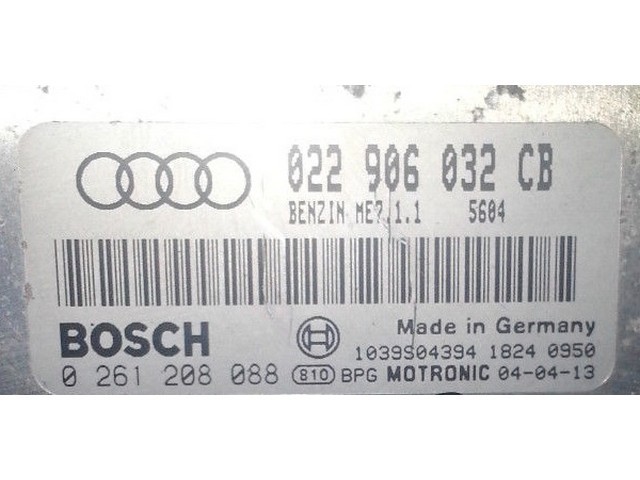 022 906 032 CB
BENZIN ME7.1.1 5604
BOSCH
Made in Germany
1039S04394 1824 0950
0 261 208 088 810 BPG MOTRONIC 04-04-13